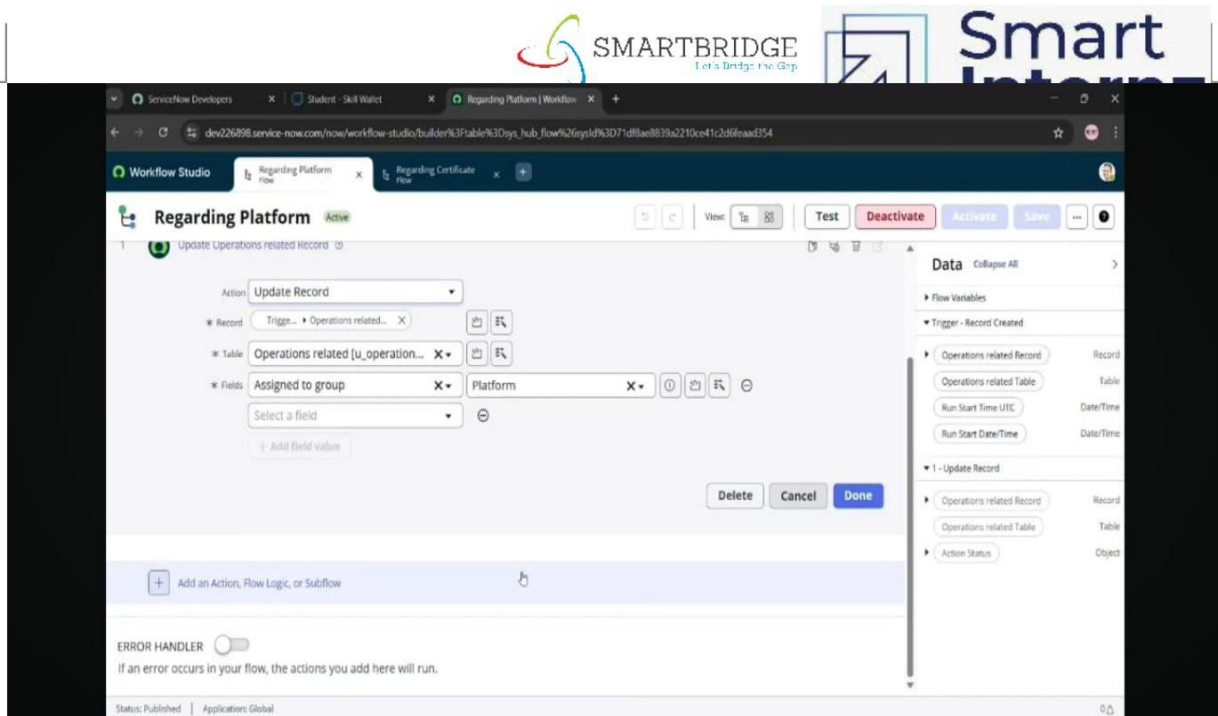 SMARTBRIDGE
Let's Bridge the Gap
Smart
Internz
ServiceNow Developers
Student - Skill Wallet
Regarding Platform | Workflow
dev226898.service-now.com/now/workflow-studio/builder%3Ftable%3Dsys_hub_flow%26sysId%3D71df8ae8839a2210ce41c2d6feaad354
Workflow Studio
Regarding Platform
Flow
Regarding Certificate
Flow
Regarding Platform Active
View:
Test
Deactivate
Activate
Save
1 Update Operations related Record
Action Update Record
* Record Trigge... ▸ Operations related...
* Table Operations related [u_operation...
* Fields Assigned to group Platform
Select a field
+ Add field value
Delete Cancel Done
+ Add an Action, Flow Logic, or Subflow
ERROR HANDLER
If an error occurs in your flow, the actions you add here will run.
Data Collapse All
Flow Variables
Trigger - Record Created
Operations related Record Record
Operations related Table Table
Run Start Time UTC Date/Time
Run Start Date/Time Date/Time
1 - Update Record
Operations related Record Record
Operations related Table Table
Action Status Object
Status: Published | Application: Global
0